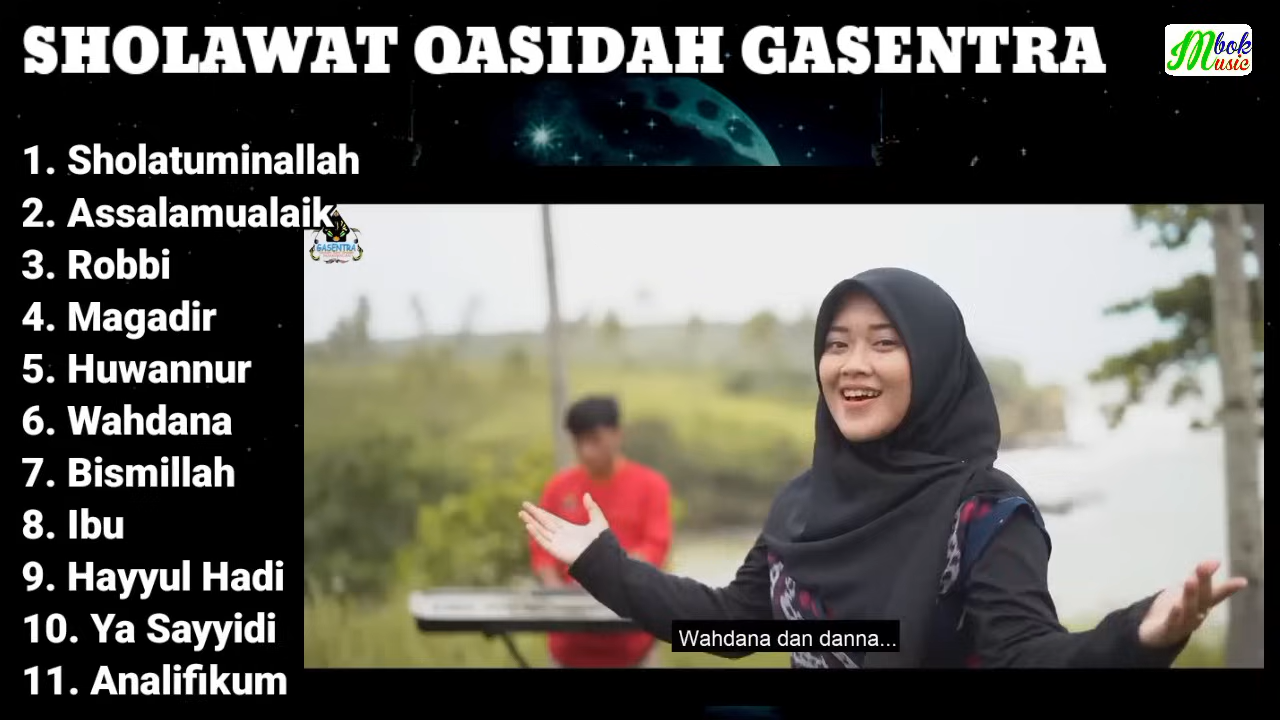 SHOLAWAT QASIDAH GASENTRA
Mbok
Music
1. Sholatuminallah
2. Assalamualaik
3. Robbi
4. Magadir
5. Huwannur
6. Wahdana
7. Bismillah
8. Ibu
9. Hayyul Hadi
10. Ya Sayyidi
11. Analifikum
GASENTRA
Wahdana dan danna...